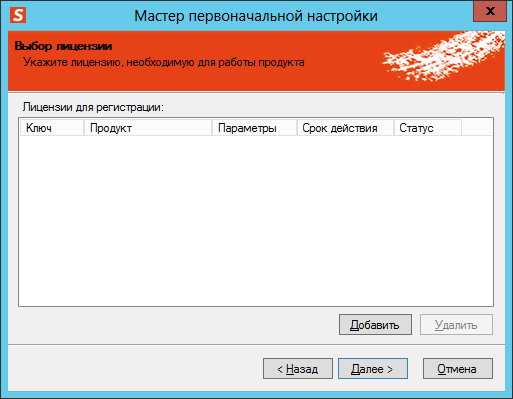 S
Мастер первоначальной настройки
X
Выбор лицензии
Укажите лицензию, необходимую для работы продукта
Лицензии для регистрации:
Ключ Продукт Параметры Срок действия Статус
Добавить Удалить
< Назад Далее > Отмена